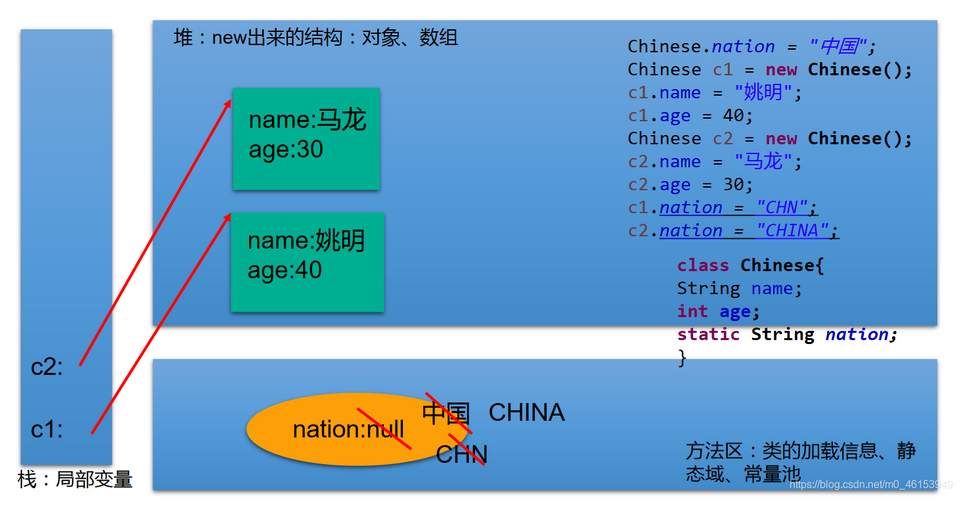 堆：new出来的结构：对象、数组
name:马龙
age:30
name:姚明
age:40
Chinese.nation = "中国";
Chinese c1 = new Chinese();
c1.name = "姚明";
c1.age = 40;
Chinese c2 = new Chinese();
c2.name = "马龙";
c2.age = 30;
c1.nation = "CHN";
c2.nation = "CHINA";
class Chinese{
String name;
int age;
static String nation;
}
c2:
c1:
栈：局部变量
nation:null
中国 CHINA
CHN
方法区：类的加载信息、静
态域、常量池
https://blog.csdn.net/m0_46153949